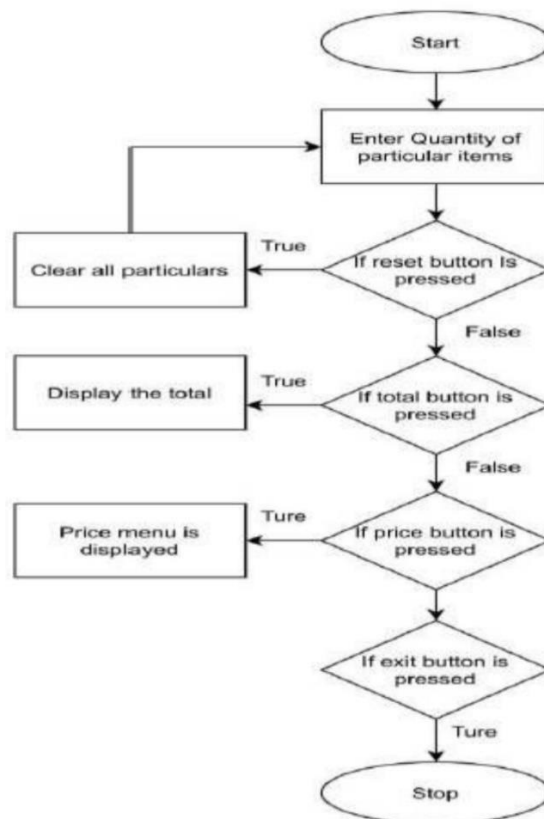 Start
Enter Quantity of
particular items
True
Clear all particulars
If reset button Is
pressed
False
True
Display the total
If total button is
pressed
False
Ture
Price menu is
displayed
If price button is
pressed
If exit button is
pressed
Ture
Stop